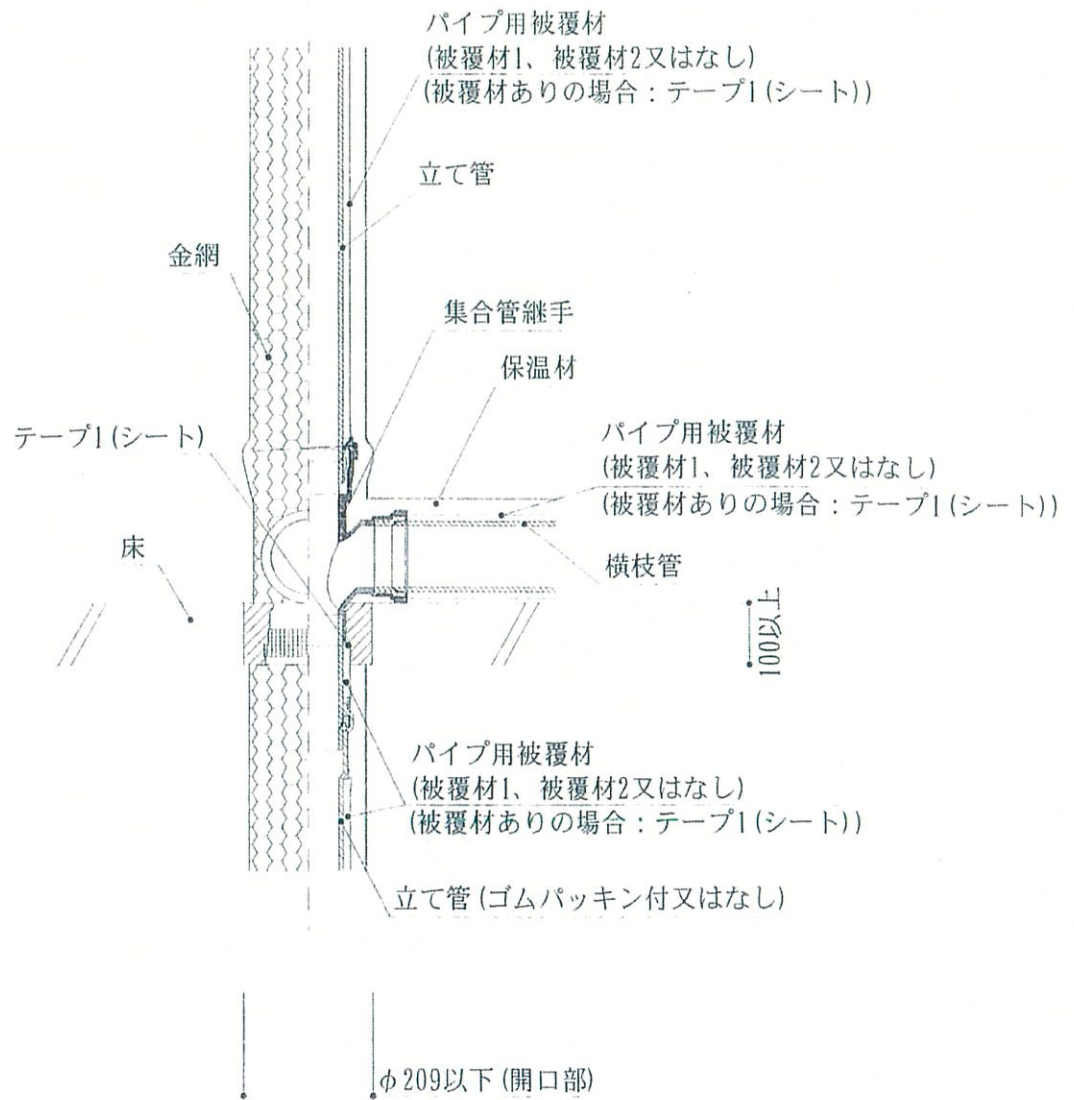 パイプ用被覆材
(被覆材1、被覆材2又はなし)
(被覆材ありの場合：テープ1(シート))
立て管
金網
集合管継手
保温材
テープ1(シート)
パイプ用被覆材
(被覆材1、被覆材2又はなし)
(被覆材ありの場合：テープ1(シート))
床
横枝管
100以上
パイプ用被覆材
(被覆材1、被覆材2又はなし)
(被覆材ありの場合：テープ1(シート))
立て管(ゴムパッキン付又はなし)
φ209以下(開口部)